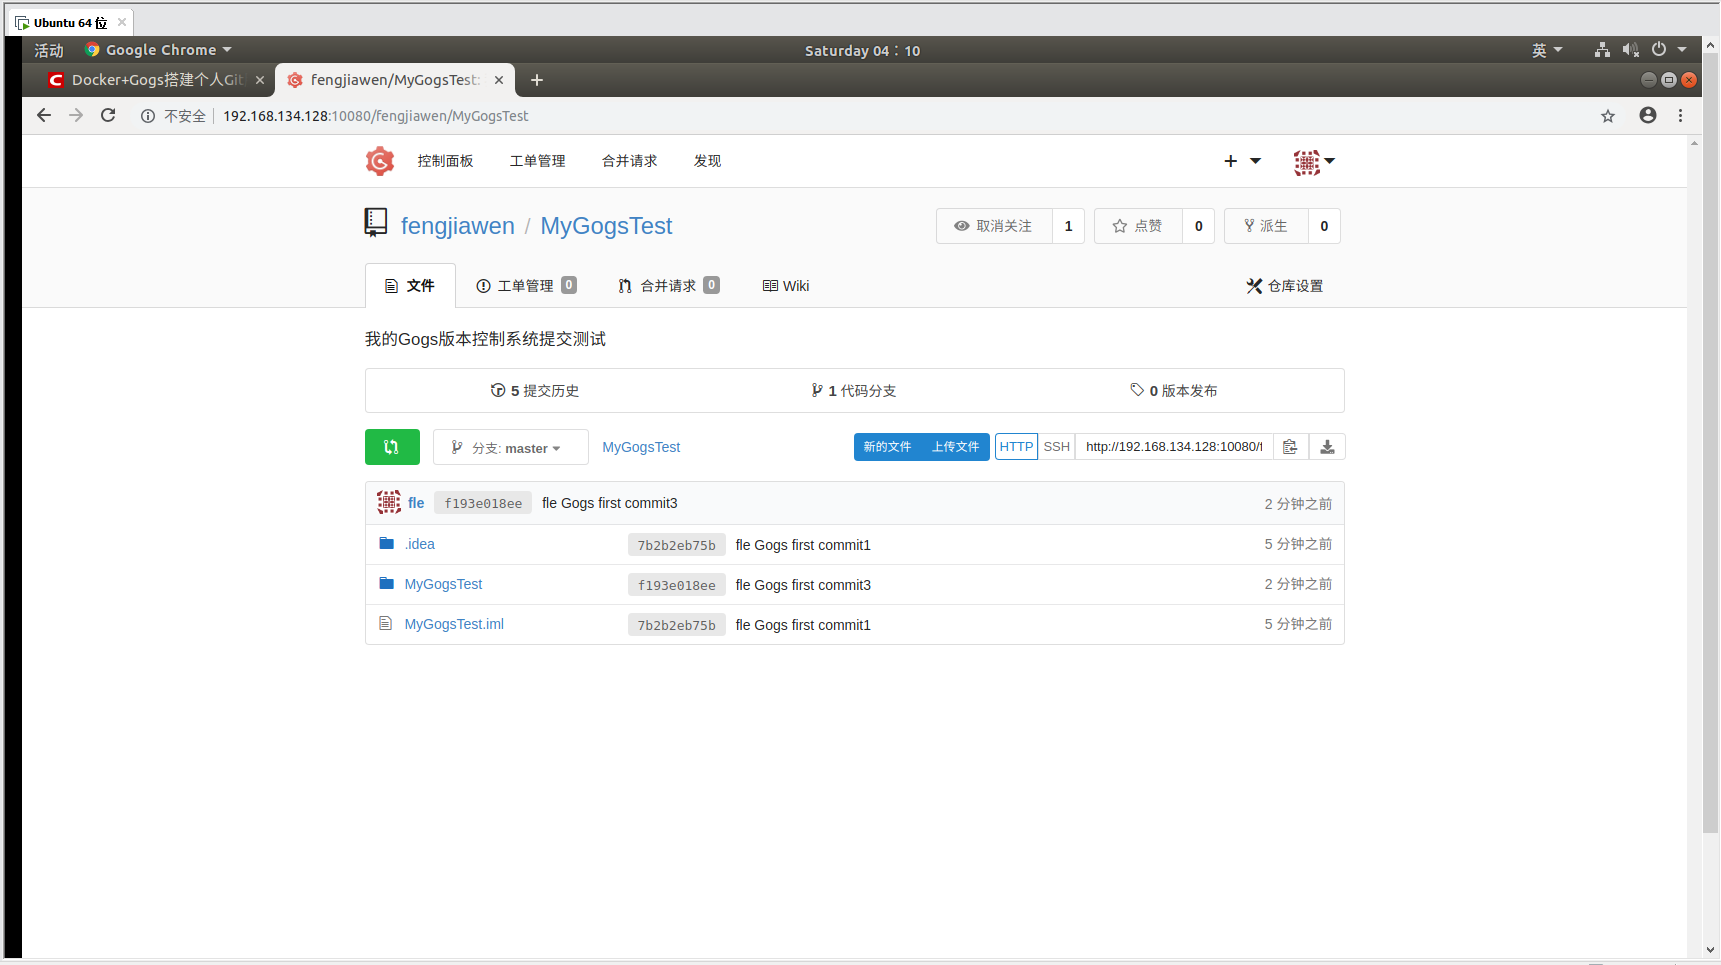 Ubuntu 64 位
活动 Google Chrome Saturday 04：10 英
Docker+Gogs搭建个人Git fengjiawen/MyGogsTest:
不安全 192.168.134.128:10080/fengjiawen/MyGogsTest
控制面板 工单管理 合并请求 发现
fengjiawen / MyGogsTest 取消关注 1 点赞 0 派生 0
文件 工单管理 0 合并请求 0 Wiki 仓库设置
我的Gogs版本控制系统提交测试
5 提交历史 1 代码分支 0 版本发布
分支: master MyGogsTest 新的文件 上传文件 HTTP SSH http://192.168.134.128:10080/f
fle f193e018ee fle Gogs first commit3 2 分钟之前
.idea 7b2b2eb75b fle Gogs first commit1 5 分钟之前
MyGogsTest f193e018ee fle Gogs first commit3 2 分钟之前
MyGogsTest.iml 7b2b2eb75b fle Gogs first commit1 5 分钟之前